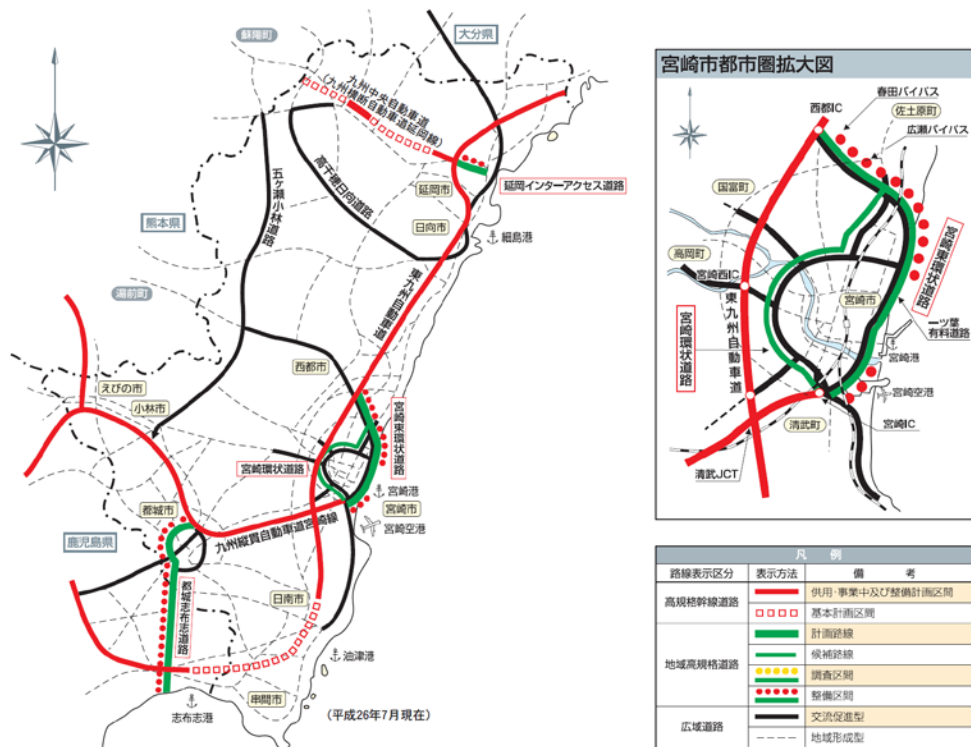 蘇陽町
大分県
九州中央自動車道
(九州横断自動車道延岡線)
五ヶ瀬小林道路
高千穂日向道路
延岡市
延岡インターアクセス道路
日向市
細島港
熊本県
湯前町
東九州自動車道
西都市
えびの市
小林市
宮崎東環状道路
宮崎環状道路
宮崎港
宮崎市
宮崎空港
都城市
九州縦貫自動車道宮崎線
鹿児島県
都城志布志道路
日南市
油津港
串間市
志布志港
(平成26年7月現在)
宮崎市都市圏拡大図
春田バイパス
西都IC
佐土原町
広瀬バイパス
国富町
高岡町
宮崎西IC
宮崎東環状道路
宮崎市
東九州自動車道
宮崎環状道路
一ツ葉
有料道路
宮崎港
宮崎空港
清武町
宮崎IC
清武JCT
凡 例
路線表示区分 表示方法 備 考
高規格幹線道路 供用・事業中及び整備計画区間
基本計画区間
地域高規格道路 計画路線
候補路線
調査区間
整備区間
広域道路 交流促進型
地域形成型